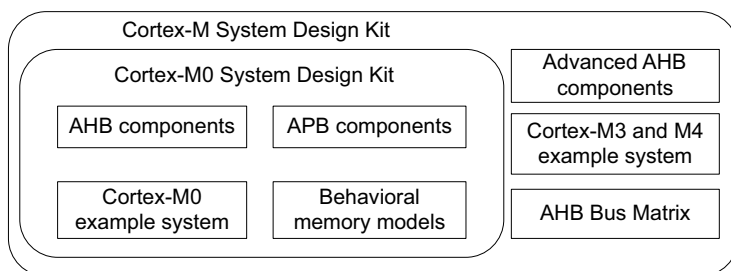 Cortex-M System Design Kit
Cortex-M0 System Design Kit
AHB components
APB components
Cortex-M0
example system
Behavioral
memory models
Advanced AHB
components
Cortex-M3 and M4
example system
AHB Bus Matrix